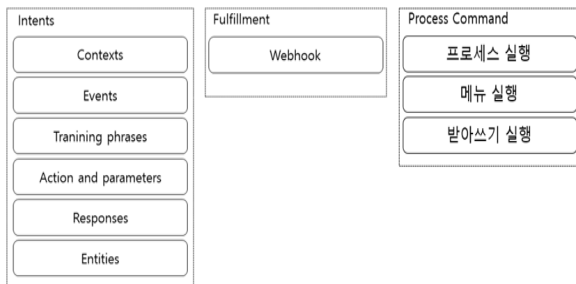 Intents
Contexts
Events
Tranining phrases
Action and parameters
Responses
Entities
Fulfillment
Webhook
Process Command
프로세스 실행
메뉴 실행
받아쓰기 실행